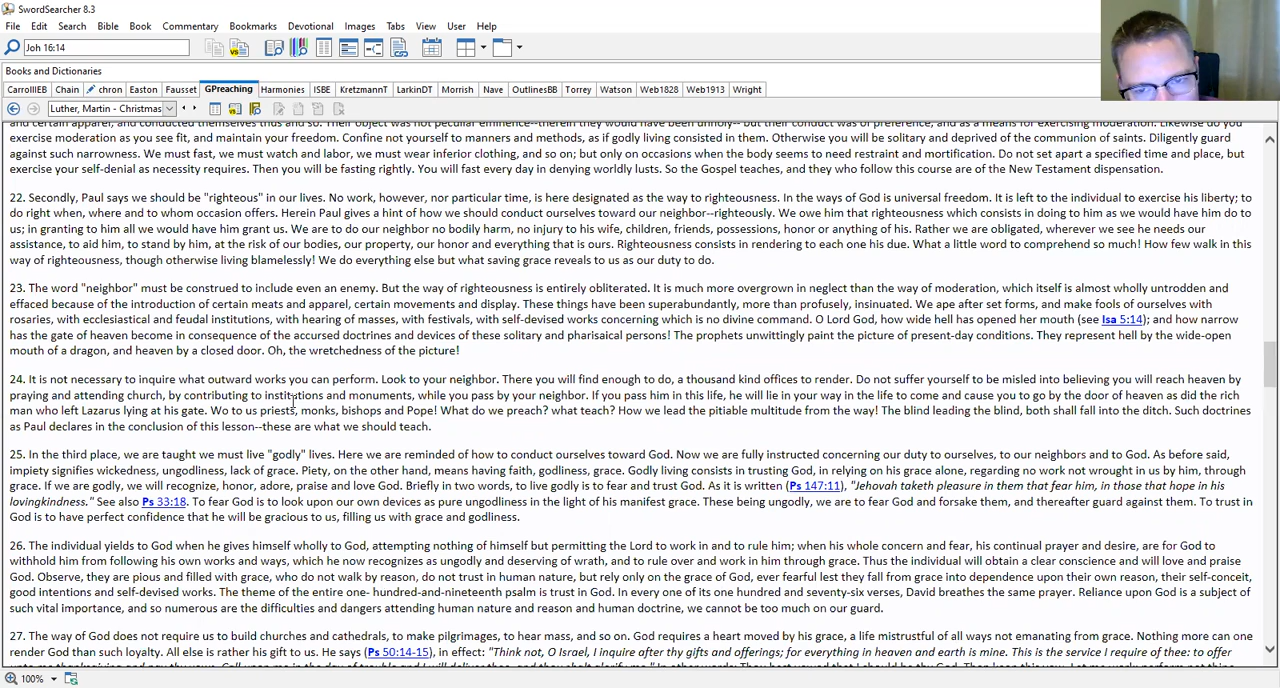 SwordSearcher 8.3
File Edit Search Bible Book Commentary Bookmarks Devotional Images Tabs View User Help
Joh 16:14
Books and Dictionaries
CarrollIEB Chain chron Easton Fausset GPreaching Harmonies ISBE KretzmannT LarkinDT Morrish Nave OutlinesBB Torrey Watson Web1828 Web1913 Wright
Luther, Martin - Christmas
and certain apparel, and conducted themselves thus and so. Their object was not peculiar eminence--therein they would have been unholy-- but their conduct was of preference, and as a means for exercising moderation. Likewise do you
exercise moderation as you see fit, and maintain your freedom. Confine not yourself to manners and methods, as if godly living consisted in them. Otherwise you will be solitary and deprived of the communion of saints. Diligently guard
against such narrowness. We must fast, we must watch and labor, we must wear inferior clothing, and so on; but only on occasions when the body seems to need restraint and mortification. Do not set apart a specified time and place, but
exercise your self-denial as necessity requires. Then you will be fasting rightly. You will fast every day in denying worldly lusts. So the Gospel teaches, and they who follow this course are of the New Testament dispensation.
22. Secondly, Paul says we should be "righteous" in our lives. No work, however, nor particular time, is here designated as the way to righteousness. In the ways of God is universal freedom. It is left to the individual to exercise his liberty; to
do right when, where and to whom occasion offers. Herein Paul gives a hint of how we should conduct ourselves toward our neighbor--righteously. We owe him that righteousness which consists in doing to him as we would have him do to
us; in granting to him all we would have him grant us. We are to do our neighbor no bodily harm, no injury to his wife, children, friends, possessions, honor or anything of his. Rather we are obligated, wherever we see he needs our
assistance, to aid him, to stand by him, at the risk of our bodies, our property, our honor and everything that is ours. Righteousness consists in rendering to each one his due. What a little word to comprehend so much! How few walk in this
way of righteousness, though otherwise living blamelessly! We do everything else but what saving grace reveals to us as our duty to do.
23. The word "neighbor" must be construed to include even an enemy. But the way of righteousness is entirely obliterated. It is much more overgrown in neglect than the way of moderation, which itself is almost wholly untrodden and
effaced because of the introduction of certain meats and apparel, certain movements and display. These things have been superabundantly, more than profusely, insinuated. We ape after set forms, and make fools of ourselves with
rosaries, with ecclesiastical and feudal institutions, with hearing of masses, with festivals, with self-devised works concerning which is no divine command. O Lord God, how wide hell has opened her mouth (see Isa 5:14); and how narrow
has the gate of heaven become in consequence of the accursed doctrines and devices of these solitary and pharisaical persons! The prophets unwittingly paint the picture of present-day conditions. They represent hell by the wide-open
mouth of a dragon, and heaven by a closed door. Oh, the wretchedness of the picture!
24. It is not necessary to inquire what outward works you can perform. Look to your neighbor. There you will find enough to do, a thousand kind offices to render. Do not suffer yourself to be misled into believing you will reach heaven by
praying and attending church, by contributing to institutions and monuments, while you pass by your neighbor. If you pass him in this life, he will lie in your way in the life to come and cause you to go by the door of heaven as did the rich
man who left Lazarus lying at his gate. Wo to us priests, monks, bishops and Pope! What do we preach? what teach? How we lead the pitiable multitude from the way! The blind leading the blind, both shall fall into the ditch. Such doctrines
as Paul declares in the conclusion of this lesson--these are what we should teach.
25. In the third place, we are taught we must live "godly" lives. Here we are reminded of how to conduct ourselves toward God. Now we are fully instructed concerning our duty to ourselves, to our neighbors and to God. As before said,
impiety signifies wickedness, ungodliness, lack of grace. Piety, on the other hand, means having faith, godliness, grace. Godly living consists in trusting God, in relying on his grace alone, regarding no work not wrought in us by him, through
grace. If we are godly, we will recognize, honor, adore, praise and love God. Briefly in two words, to live godly is to fear and trust God. As it is written (Ps 147:11), "Jehovah taketh pleasure in them that fear him, in those that hope in his
lovingkindness." See also Ps 33:18. To fear God is to look upon our own devices as pure ungodliness in the light of his manifest grace. These being ungodly, we are to fear God and forsake them, and thereafter guard against them. To trust in
God is to have perfect confidence that he will be gracious to us, filling us with grace and godliness.
26. The individual yields to God when he gives himself wholly to God, attempting nothing of himself but permitting the Lord to work in and to rule him; when his whole concern and fear, his continual prayer and desire, are for God to
withhold him from following his own works and ways, which he now recognizes as ungodly and deserving of wrath, and to rule over and work in him through grace. Thus the individual will obtain a clear conscience and will love and praise
God. Observe, they are pious and filled with grace, who do not walk by reason, do not trust in human nature, but rely only on the grace of God, ever fearful lest they fall from grace into dependence upon their own reason, their self-conceit,
good intentions and self-devised works. The theme of the entire one- hundred-and-nineteenth psalm is trust in God. In every one of its one hundred and seventy-six verses, David breathes the same prayer. Reliance upon God is a subject of
such vital importance, and so numerous are the difficulties and dangers attending human nature and reason and human doctrine, we cannot be too much on our guard.
27. The way of God does not require us to build churches and cathedrals, to make pilgrimages, to hear mass, and so on. God requires a heart moved by his grace, a life mistrustful of all ways not emanating from grace. Nothing more can one
render God than such loyalty. All else is rather his gift to us. He says (Ps 50:14-15), in effect: "Think not, O Israel, I inquire after thy gifts and offerings; for everything in heaven and earth is mine. This is the service I require of thee: to offer
100%